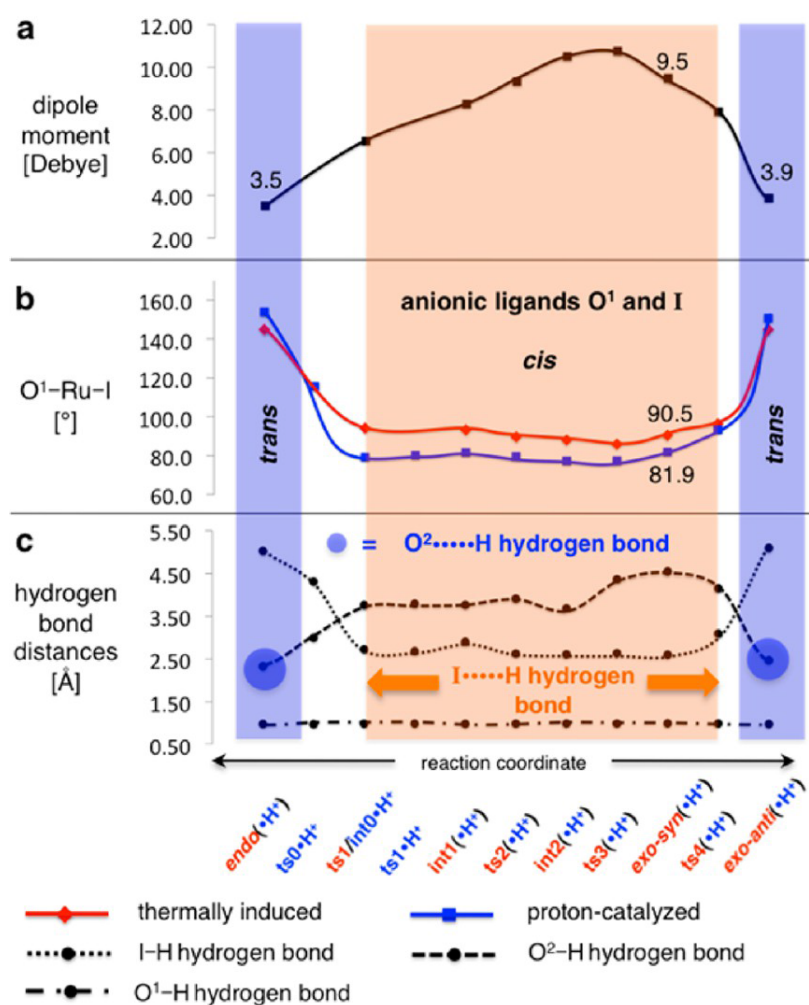 a
12.00
10.00
8.00
6.00
4.00
2.00
dipole
moment
[Debye]
3.5
9.5
3.9
b
160.0
140.0
120.0
100.0
80.0
60.0
O¹–Ru–I
[°]
anionic ligands O¹ and I
cis
trans
trans
90.5
81.9
c
5.50
4.50
3.50
2.50
1.50
0.50
hydrogen
bond
distances
[Å]
= O²·····H hydrogen bond
I·····H hydrogen
bond
reaction coordinate
endo(•H⁺)
ts0•H⁺
ts1/int0•H⁺
ts1•H⁺
int1(•H⁺)
ts2(•H⁺)
int2(•H⁺)
ts3(•H⁺)
exo-syn(•H⁺)
ts4(•H⁺)
exo-anti(•H⁺)
thermally induced
proton-catalyzed
I–H hydrogen bond
O²–H hydrogen bond
O¹–H hydrogen bond